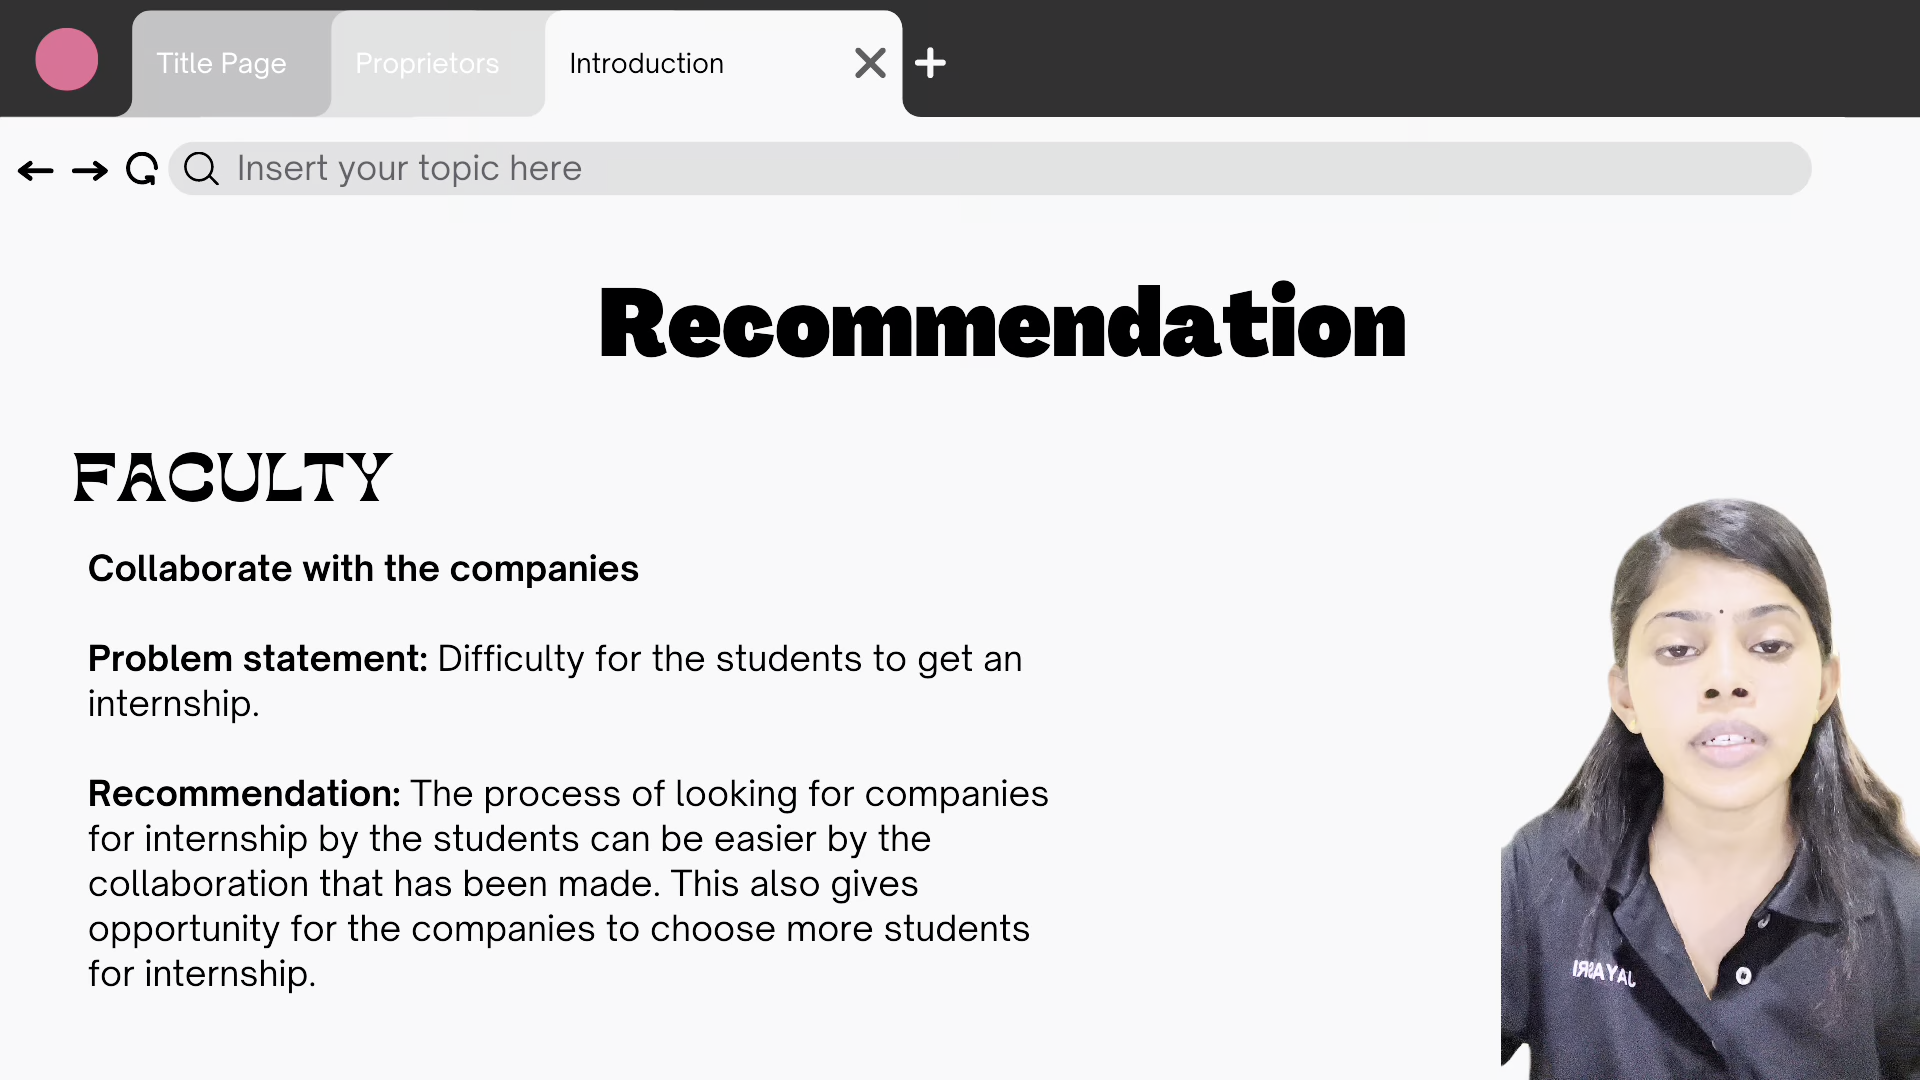 Title Page
Proprietors
Introduction
Insert your topic here
Recommendation
FACULTY
Collaborate with the companies
Problem statement: Difficulty for the students to get an
internship.
Recommendation: The process of looking for companies
for internship by the students can be easier by the
collaboration that has been made. This also gives
opportunity for the companies to choose more students
for internship.
JAYASRI